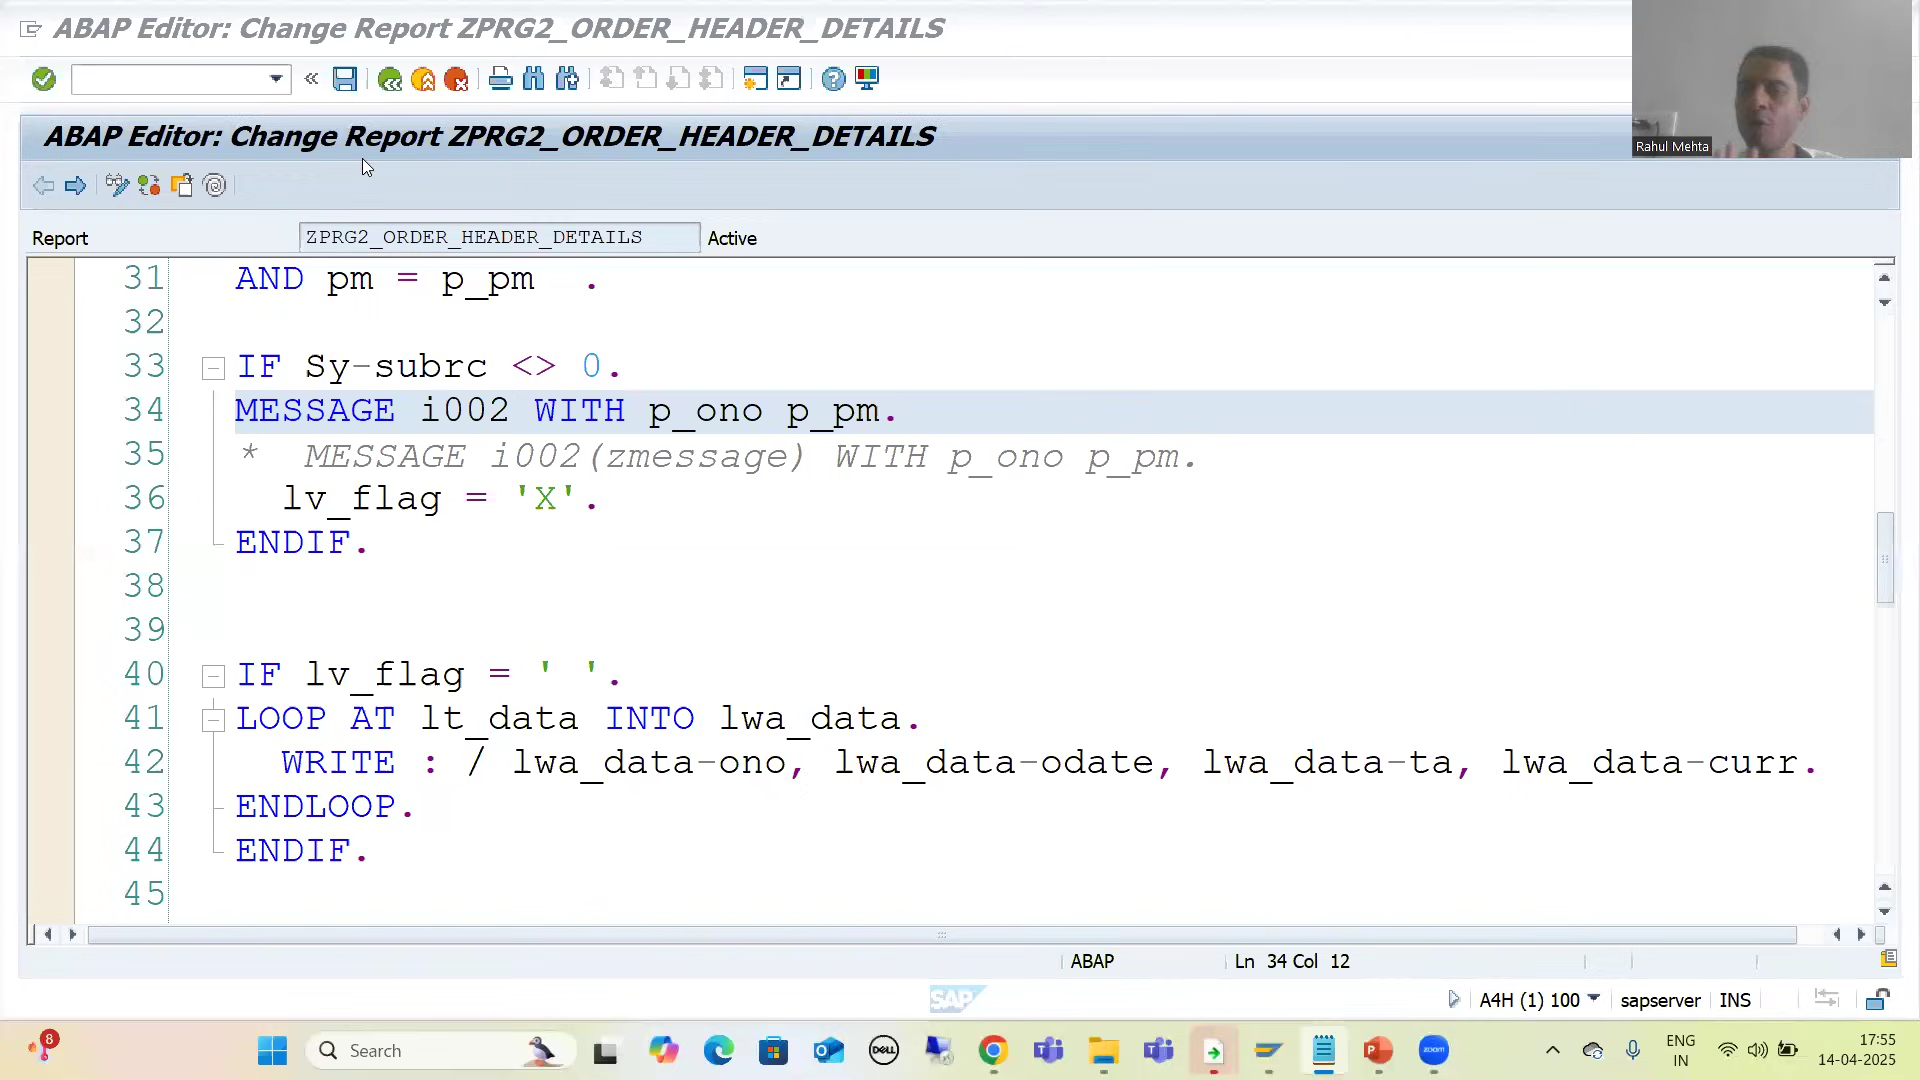 ABAP Editor: Change Report ZPRG2_ORDER_HEADER_DETAILS
Rahul Mehta
ABAP Editor: Change Report ZPRG2_ORDER_HEADER_DETAILS
Report ZPRG2_ORDER_HEADER_DETAILS Active
31 AND pm = p_pm .
32
33 IF Sy-subrc <> 0.
34 MESSAGE i002 WITH p_ono p_pm.
35 * MESSAGE i002(zmessage) WITH p_ono p_pm.
36 lv_flag = 'X'.
37 ENDIF.
38
39
40 IF lv_flag = ' '.
41 LOOP AT lt_data INTO lwa_data.
42 WRITE : / lwa_data-ono, lwa_data-odate, lwa_data-ta, lwa_data-curr.
43 ENDLOOP.
44 ENDIF.
45
ABAP Ln 34 Col 12
SAP A4H (1) 100 sapserver INS
8 Search DELL zoom ENG IN 17:55 14-04-2025